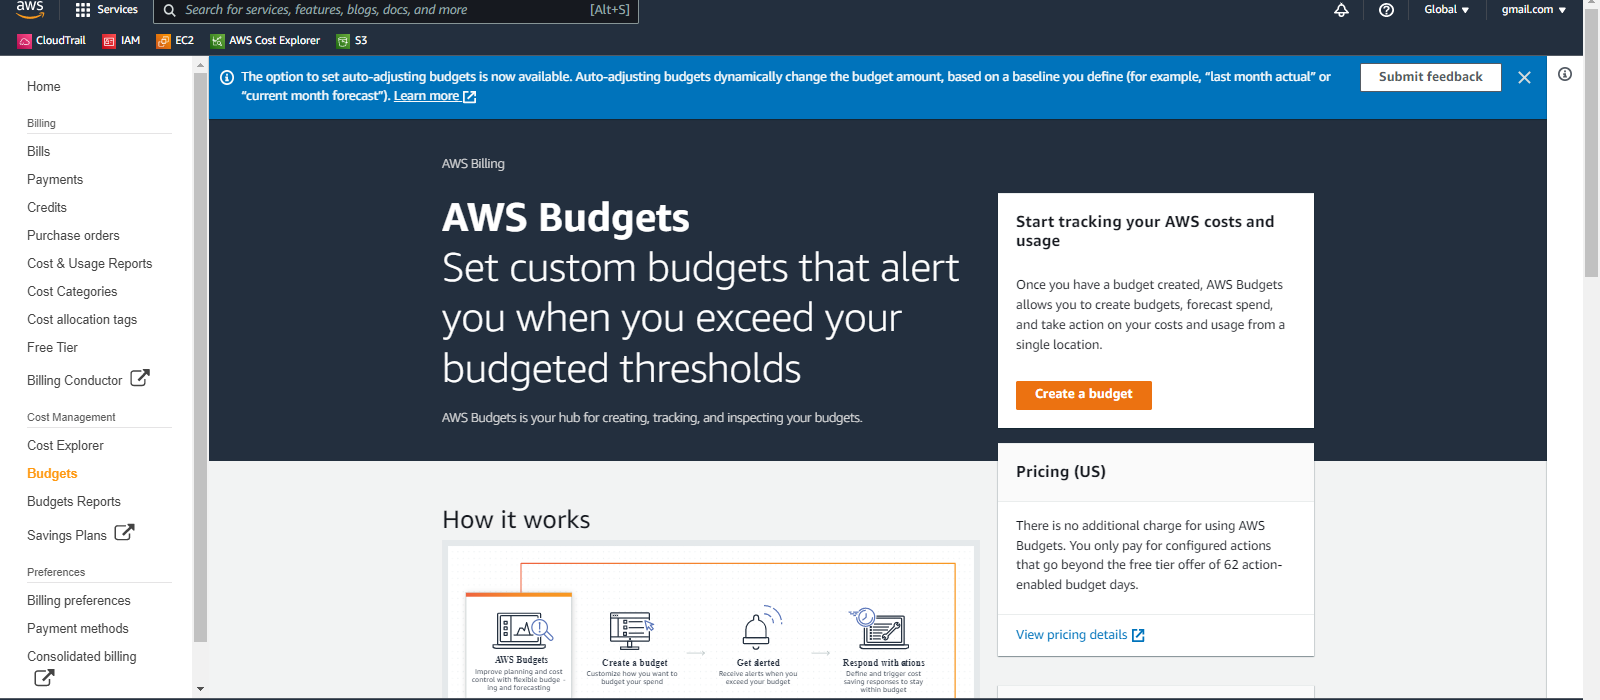 aws
Services
Search for services, features, blogs, docs, and more
[Alt+S]
Global
gmail.com
CloudTrail
IAM
EC2
AWS Cost Explorer
S3
Home
Billing
Bills
Payments
Credits
Purchase orders
Cost & Usage Reports
Cost Categories
Cost allocation tags
Free Tier
Billing Conductor
Cost Management
Cost Explorer
Budgets
Budgets Reports
Savings Plans
Preferences
Billing preferences
Payment methods
Consolidated billing
The option to set auto-adjusting budgets is now available. Auto-adjusting budgets dynamically change the budget amount, based on a baseline you define (for example, “last month actual” or
“current month forecast”). Learn more
Submit feedback
AWS Billing
AWS Budgets
Set custom budgets that alert
you when you exceed your
budgeted thresholds
AWS Budgets is your hub for creating, tracking, and inspecting your budgets.
Start tracking your AWS costs and
usage
Once you have a budget created, AWS Budgets
allows you to create budgets, forecast spend,
and take action on your costs and usage from a
single location.
Create a budget
Pricing (US)
There is no additional charge for using AWS
Budgets. You only pay for configured actions
that go beyond the free tier offer of 62 action-
enabled budget days.
View pricing details
How it works
AWS Budgets
Improve planning and cost
control with flexible budge -
ing and forecasting
Create a budget
Customize how you want to
budget your spend
Get alerted
Receive alerts when you
exceed your budget
Respond with ations
Define and trigger cost
saving responses to stay
within budget